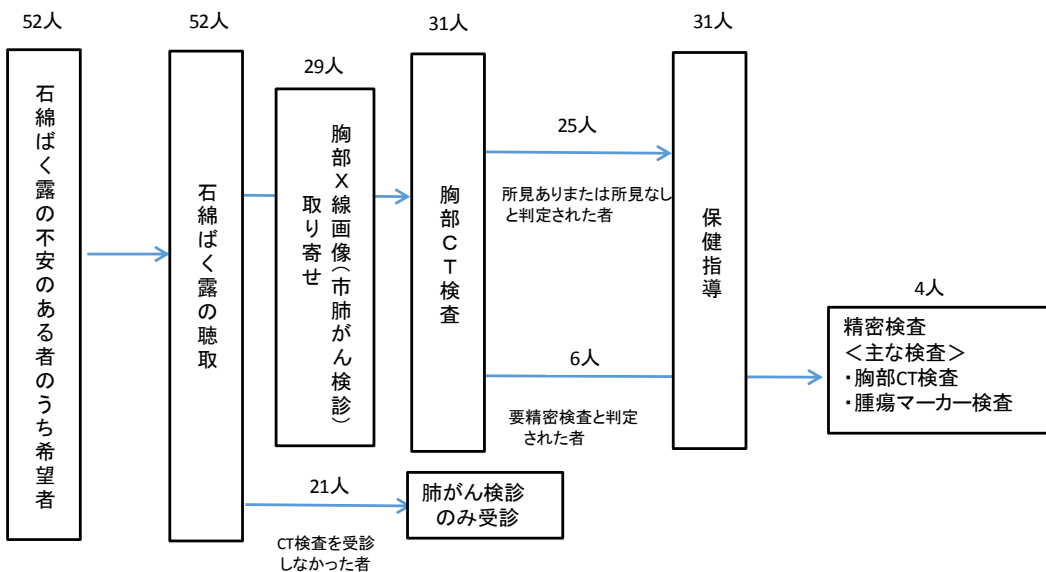 52人
石綿ばく露の不安のある者のうち希望者
52人
石綿ばく露の聴取
29人
胸部X線画像(市肺がん検診)
取り寄せ
31人
胸部CT検査
25人
所見ありまたは所見なし
と判定された者
6人
要精密検査と判定
された者
31人
保健指導
4人
精密検査
<主な検査>
・胸部CT検査
・腫瘍マーカー検査
21人
CT検査を受診
しなかった者
肺がん検診
のみ受診